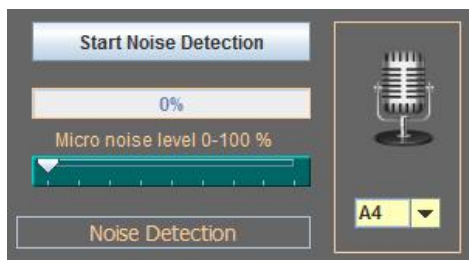 Start Noise Detection
0%
Micro noise level 0-100 %
A4
Noise Detection